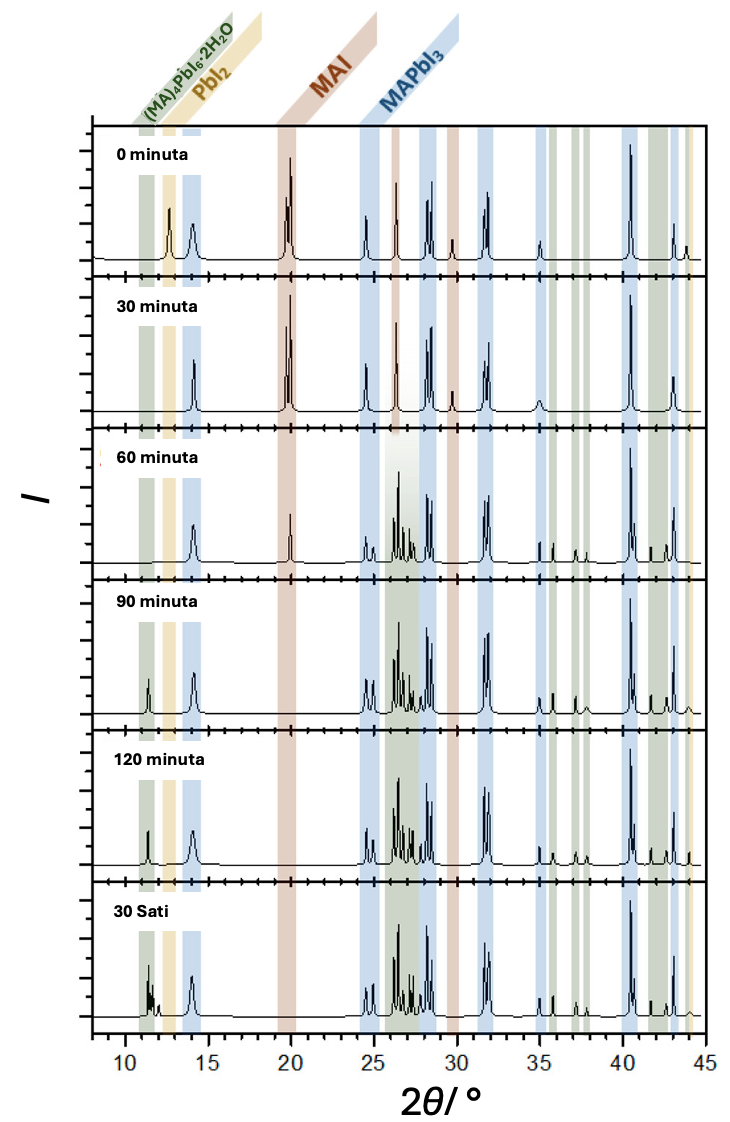 (MA)₄PbI₆·2H₂O
PbI₂
MAI
MAPbI₃
0 minuta
30 minuta
60 minuta
90 minuta
120 minuta
30 Sati
I
10 15 20 25 30 35 40 45
2θ/ °